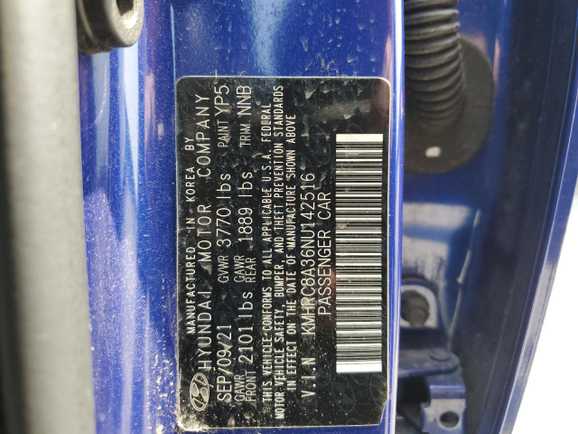 MANUFACTURED IN KOREA BY
HYUNDAI MOTOR COMPANY
SEP/09/21 GVWR 3770 lbs PAINT YP5
GAWR FRONT 2101 lbs GAWR REAR 1889 lbs TRIM NNB
THIS VEHICLE CONFORMS TO ALL APPLICABLE U.S.A. FEDERAL
MOTOR VEHICLE SAFETY, BUMPER, AND THEFT PREVENTION STANDARDS
IN EFFECT ON THE DATE OF MANUFACTURE SHOWN ABOVE
V.I.N KMHRC8A36NU142516
PASSENGER CAR